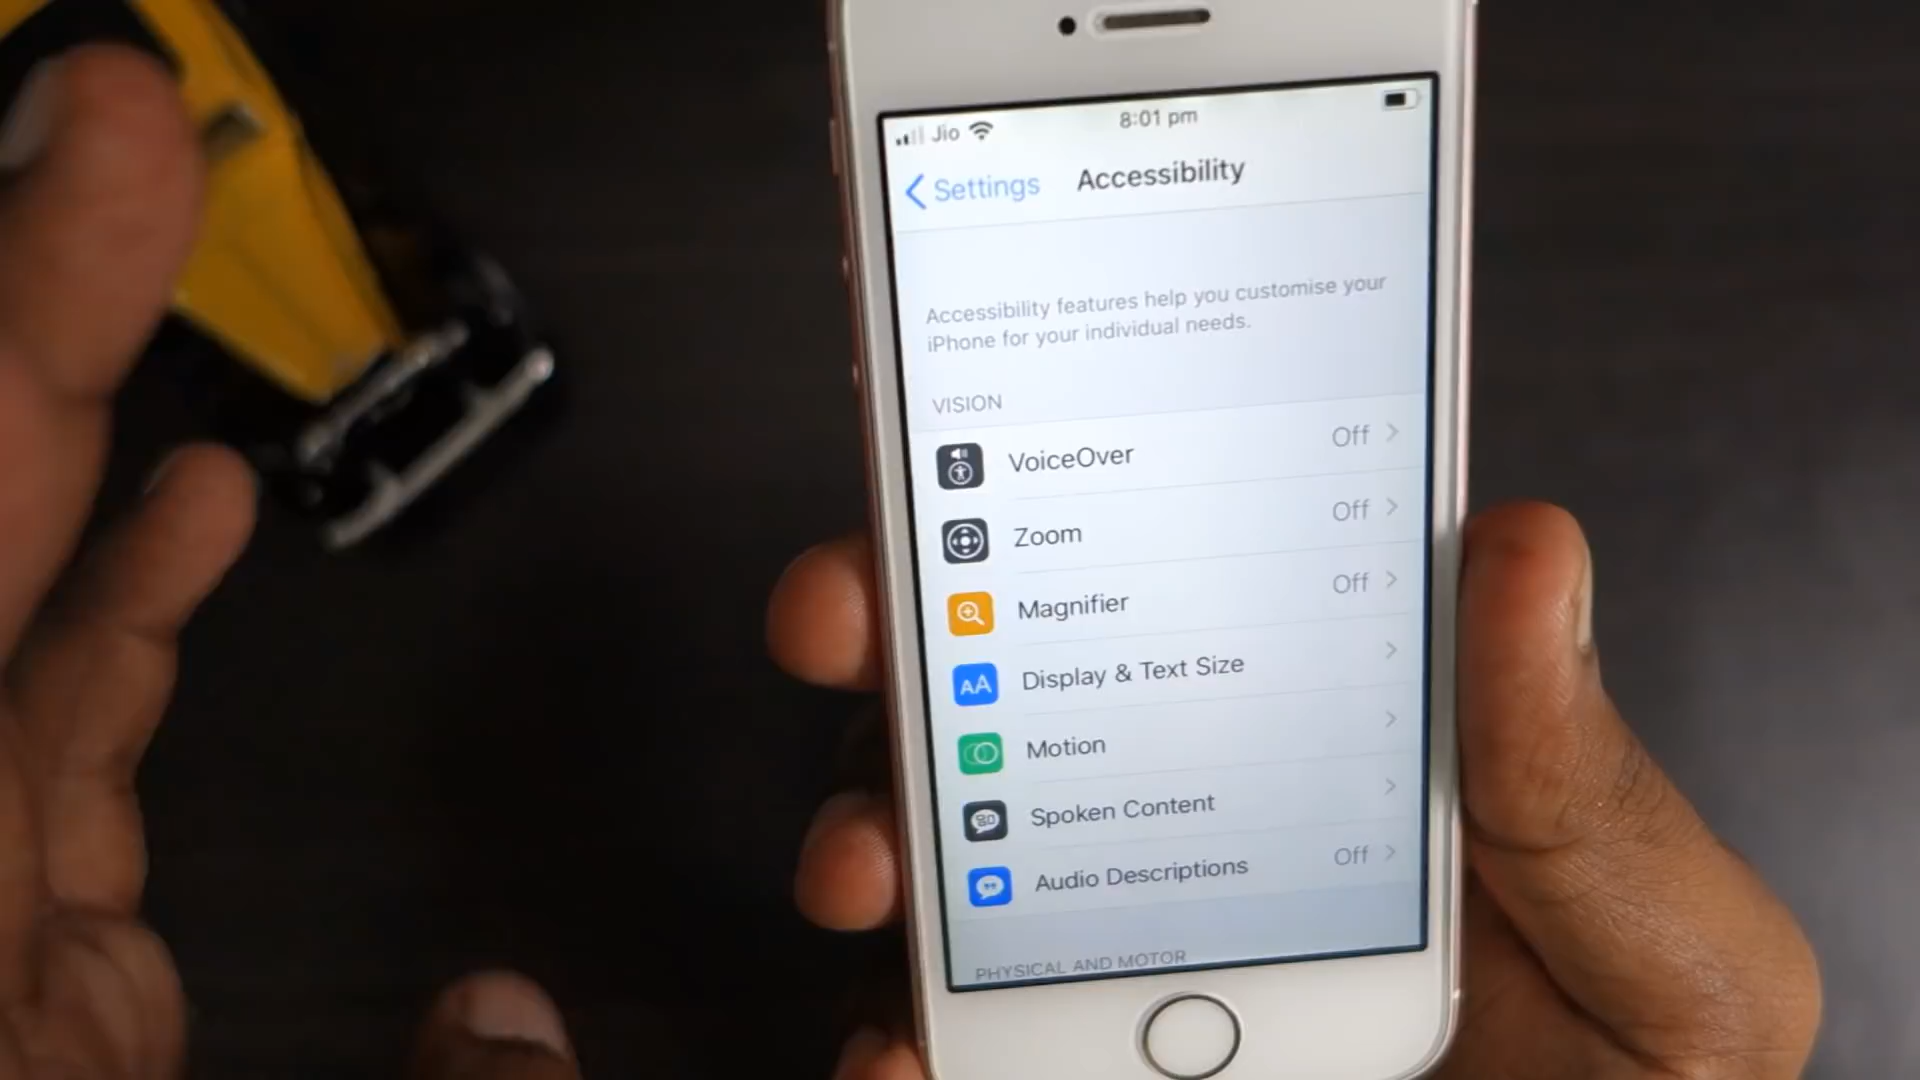 Jio 8:01 pm
Settings Accessibility
Accessibility features help you customise your
iPhone for your individual needs.
VISION
VoiceOver Off
Zoom Off
Magnifier Off
AA Display & Text Size
Motion
Spoken Content
Audio Descriptions Off
PHYSICAL AND MOTOR